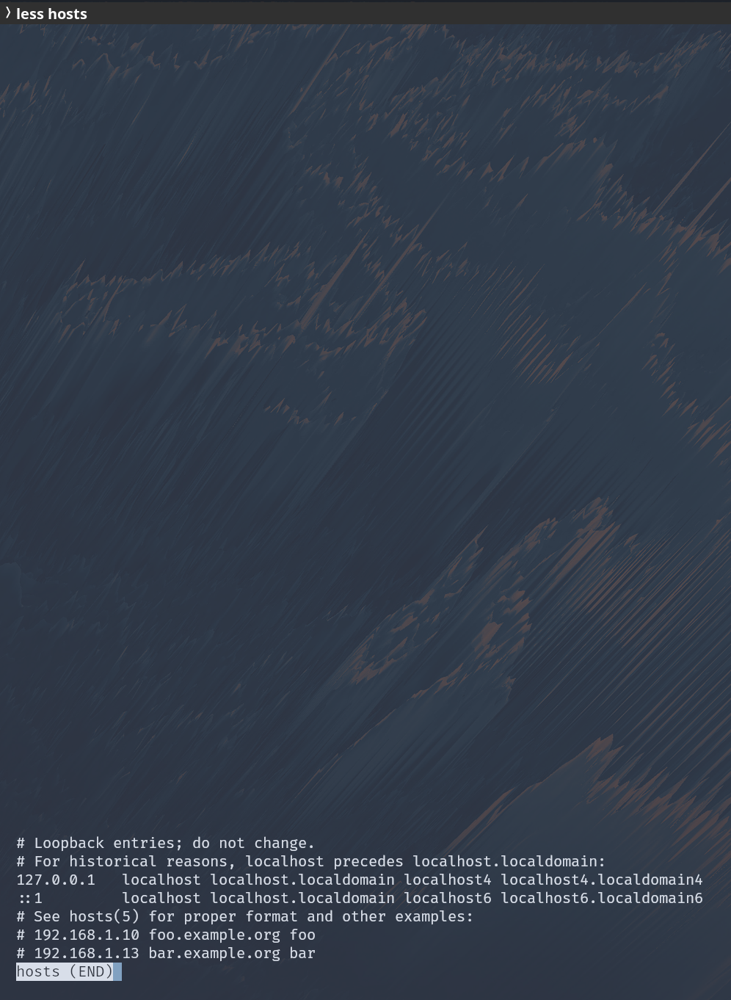 ❭ less hosts
# Loopback entries; do not change.
# For historical reasons, localhost precedes localhost.localdomain:
127.0.0.1   localhost localhost.localdomain localhost4 localhost4.localdomain4
::1         localhost localhost.localdomain localhost6 localhost6.localdomain6
# See hosts(5) for proper format and other examples:
# 192.168.1.10 foo.example.org foo
# 192.168.1.13 bar.example.org bar
hosts (END)